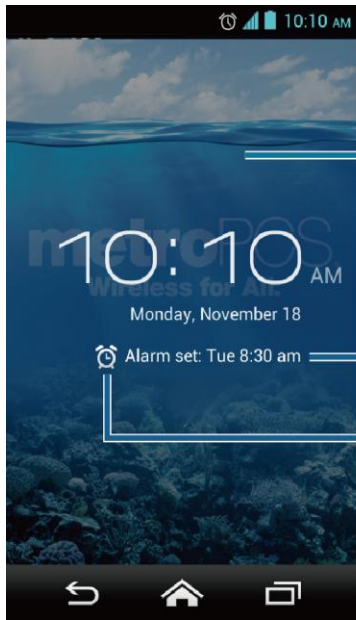 10:10 AM
metroPCS.
Wireless for All.
10:10 AM
Monday, November 18
Alarm set: Tue 8:30 am